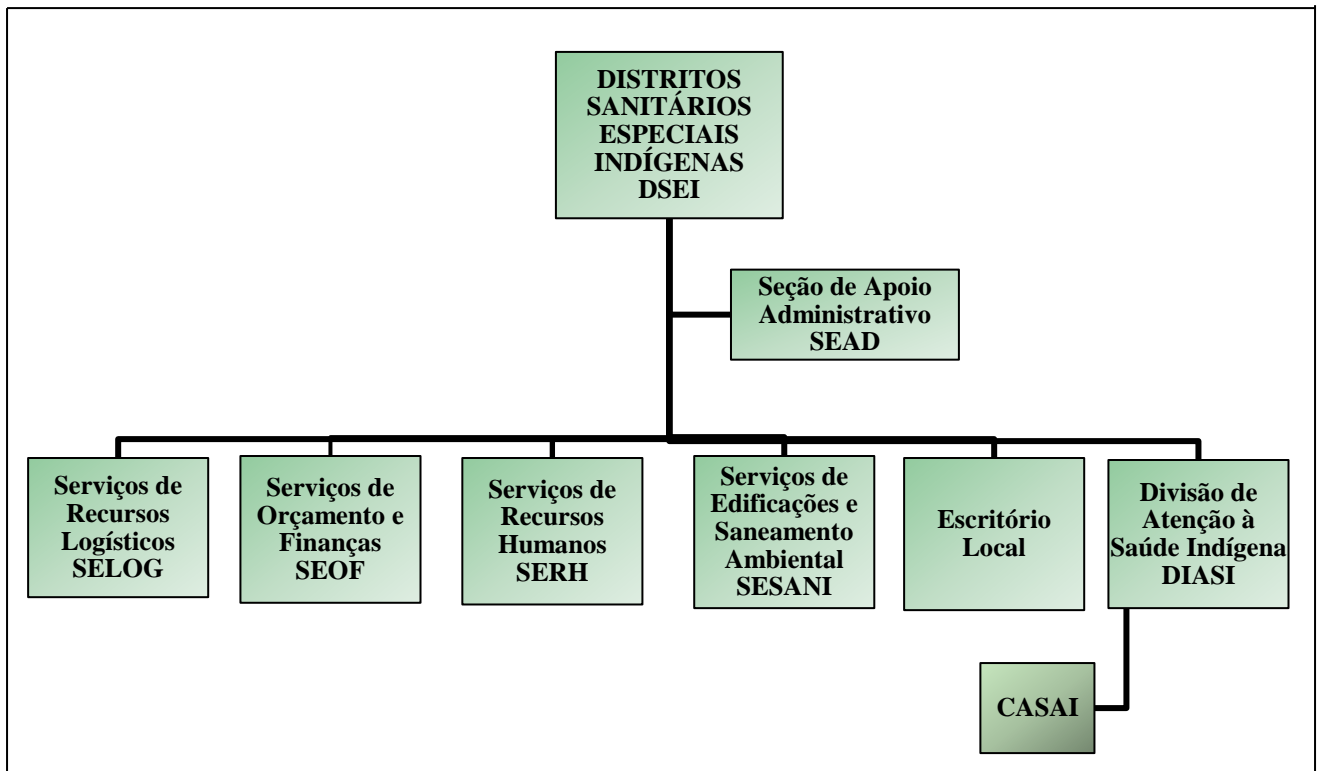 DISTRITOS
SANITÁRIOS
ESPECIAIS
INDÍGENAS
DSEI
Seção de Apoio
Administrativo
SEAD
Serviços de
Recursos
Logísticos
SELOG
Serviços de
Orçamento e
Finanças
SEOF
Serviços de
Recursos
Humanos
SERH
Serviços de
Edificações e
Saneamento
Ambiental
SESANI
Escritório
Local
Divisão de
Atenção à
Saúde Indígena
DIASI
CASAI